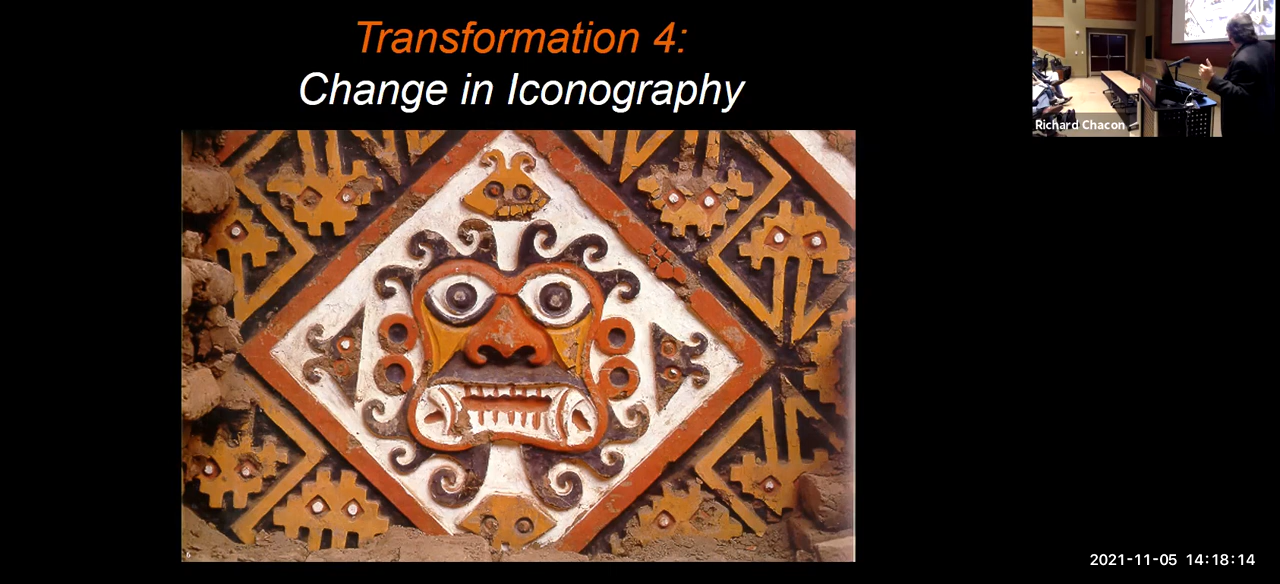 Transformation 4:
Change in Iconography
Richard Chacon
2021-11-05 14:18:14